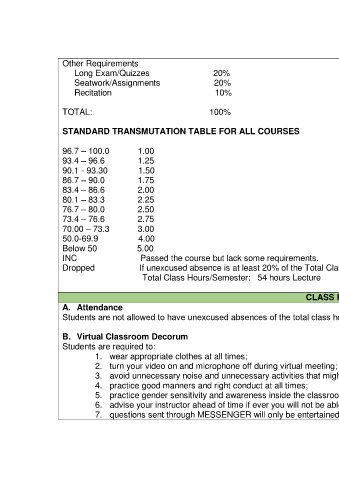 Other Requirements
Long Exam/Quizzes 20%
Seatwork/Assignments 20%
Recitation 10%
TOTAL: 100%
STANDARD TRANSMUTATION TABLE FOR ALL COURSES
96.7 – 100.0 1.00
93.4 – 96.6 1.25
90.1 - 93.30 1.50
86.7 – 90.0 1.75
83.4 – 86.6 2.00
80.1 – 83.3 2.25
76.7 – 80.0 2.50
73.4 – 76.6 2.75
70.00 – 73.3 3.00
50.0-69.9 4.00
Below 50 5.00
INC Passed the course but lack some requirements.
Dropped If unexcused absence is at least 20% of the Total Cla
Total Class Hours/Semester: 54 hours Lecture
CLASS
A. Attendance
Students are not allowed to have unexcused absences of the total class h
B. Virtual Classroom Decorum
Students are required to:
1. wear appropriate clothes at all times;
2. turn your video on and microphone off during virtual meeting;
3. avoid unnecessary noise and unnecessary activities that migh
4. practice good manners and right conduct at all times;
5. practice gender sensitivity and awareness inside the classroo
6. advise your instructor ahead of time if ever you will not be abl
7. questions sent through MESSENGER will only be entertained